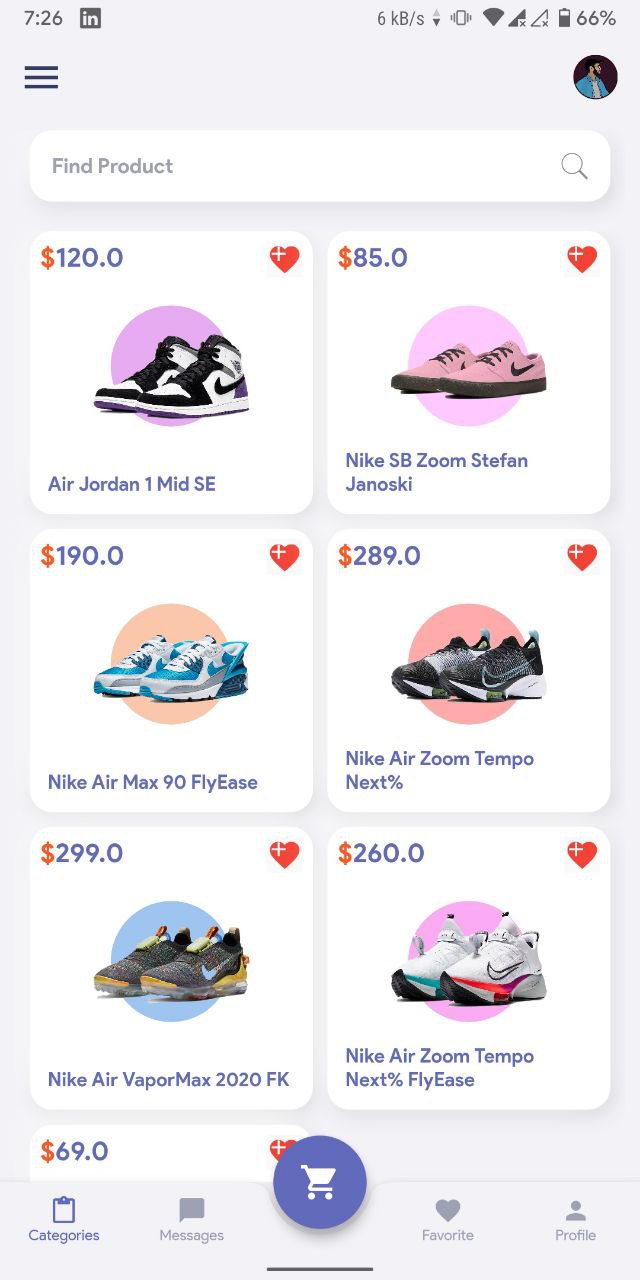 7:26 in 6 kB/s 66%
Find Product
$120.0
Air Jordan 1 Mid SE
$85.0
Nike SB Zoom Stefan
Janoski
$190.0
Nike Air Max 90 FlyEase
$289.0
Nike Air Zoom Tempo
Next%
$299.0
Nike Air VaporMax 2020 FK
$260.0
Nike Air Zoom Tempo
Next% FlyEase
$69.0
Categories
Messages
Favorite
Profile